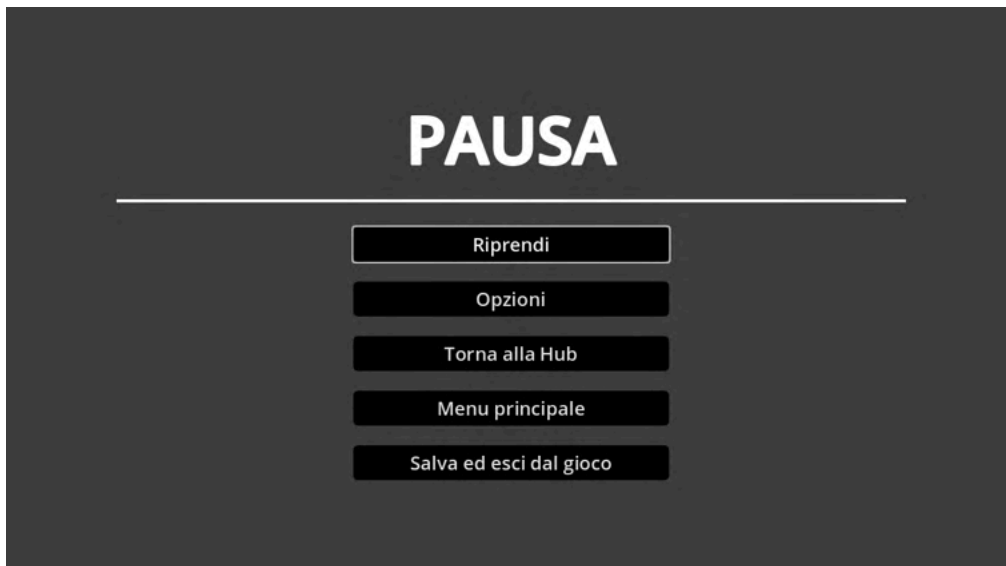 PAUSA
Riprendi
Opzioni
Torna alla Hub
Menu principale
Salva ed esci dal gioco